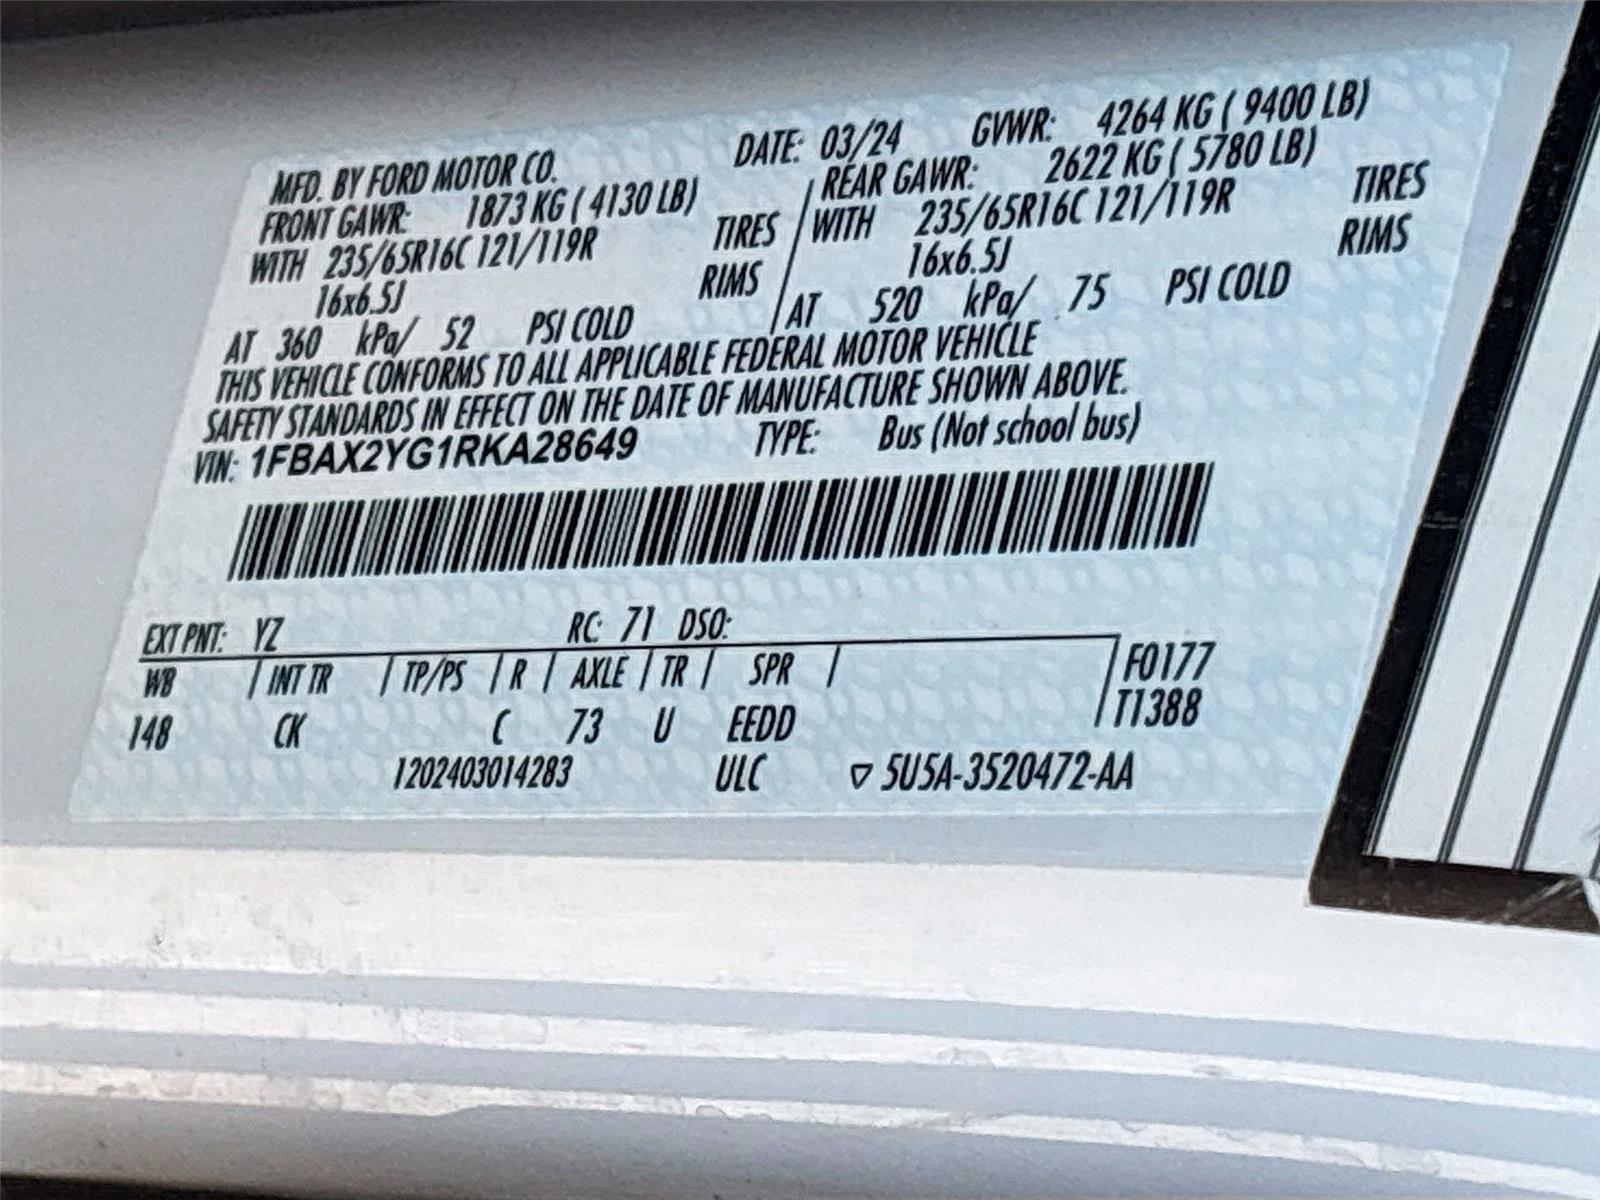 MFD. BY FORD MOTOR CO. DATE: 03/24 GVWR: 4264 KG ( 9400 LB)
FRONT GAWR: 1873 KG ( 4130 LB) / REAR GAWR: 2622 KG ( 5780 LB)
WITH 235/65R16C 121/119R TIRES / WITH 235/65R16C 121/119R TIRES
16x6.5J RIMS / 16x6.5J RIMS
AT 360 kPa/ 52 PSI COLD / AT 520 kPa/ 75 PSI COLD
THIS VEHICLE CONFORMS TO ALL APPLICABLE FEDERAL MOTOR VEHICLE
SAFETY STANDARDS IN EFFECT ON THE DATE OF MANUFACTURE SHOWN ABOVE.
VIN: 1FBAX2YG1RKA28649 TYPE: Bus (Not school bus)
EXT PNT: YZ RC: 71 DSO:
WB / INT TR / TP/PS / R / AXLE / TR / SPR / / F0177
148 CK C 73 U EEDD / T1388
1202403014283 ULC ▽ 5U5A-3520472-AA